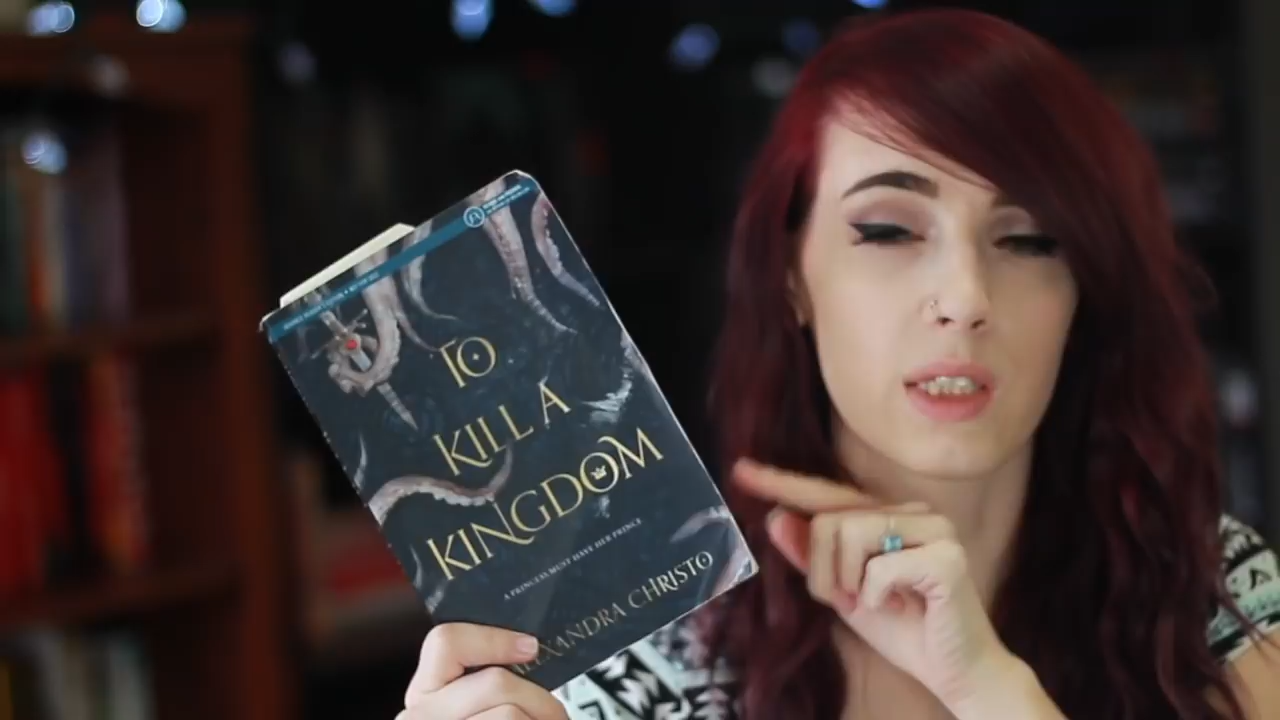 TO
KILL A
KINGDOM
A PRINCESS MUST HAVE HER PRINCE
ALEXANDRA CHRISTO